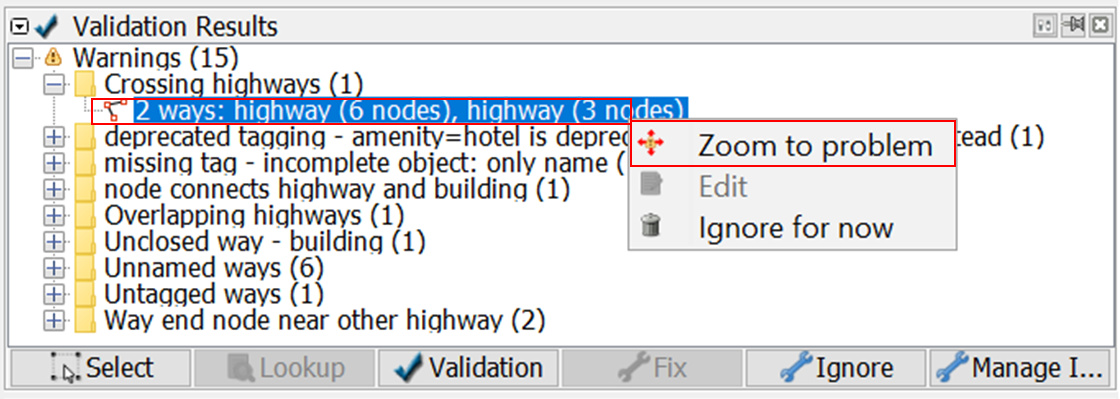 Validation Results
Warnings (15)
Crossing highways (1)
2 ways: highway (6 nodes), highway (3 nodes)
deprecated tagging - amenity=hotel is depre
tead (1)
Zoom to problem
missing tag - incomplete object: only name (
node connects highway and building (1)
Edit
Overlapping highways (1)
Ignore for now
Unclosed way - building (1)
Unnamed ways (6)
Untagged ways (1)
Way end node near other highway (2)
Select Lookup Validation Fix Ignore Manage I...